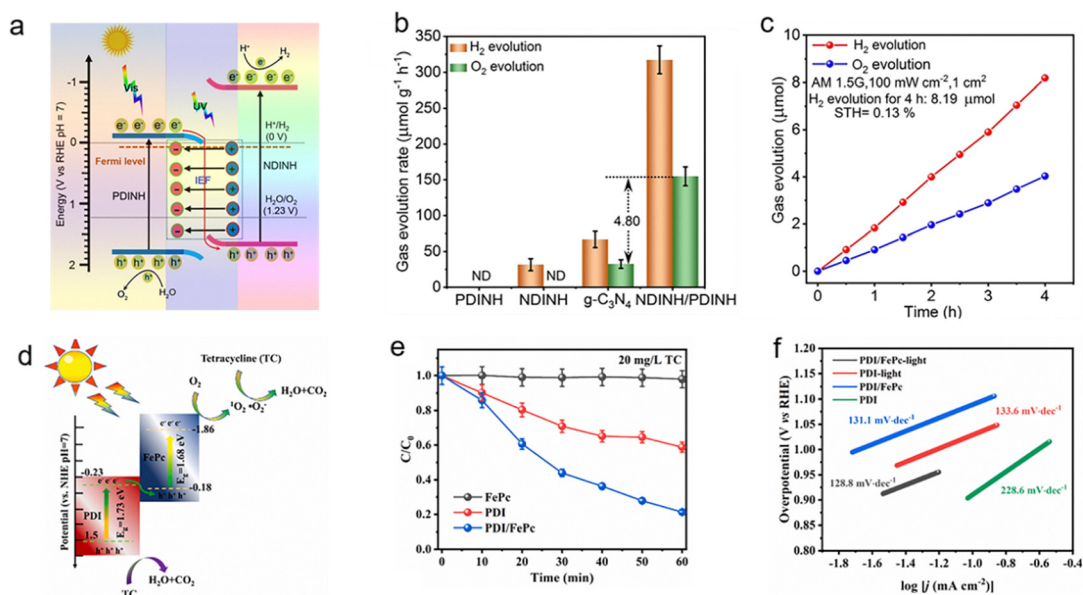 a
Vis
UV
e⁻ e⁻ e⁻ e⁻
H⁺
e⁻
H₂
e⁻ e⁻ e⁻ e⁻
Energy (V vs RHE pH = 7)
-1
0
1
2
H⁺/H₂
(0 V)
Fermi level
IEF
PDINH
NDINH
H₂O/O₂
(1.23 V)
h⁺ h⁺ h⁺ h⁺
h⁺ h⁺ h⁺ h⁺
h⁺
O₂
H₂O
b
H₂ evolution
O₂ evolution
Gas evolution rate (μmol g⁻¹ h⁻¹)
350
300
250
200
150
100
50
0
4.80
ND
ND
PDINH
NDINH
g-C₃N₄
NDINH/PDINH
c
H₂ evolution
O₂ evolution
AM 1.5G,100 mW cm⁻²,1 cm²
H₂ evolution for 4 h: 8.19 μmol
STH= 0.13 %
Gas evolution (μmol)
10
8
6
4
2
0
0 1 2 3 4
Time (h)
d
Tetracycline (TC)
O₂
H₂O+CO₂
¹O₂ •O₂⁻
Potential (vs. NHE pH=7)
e⁻ e⁻ e⁻
-1.86
FePc
E_g=1.68 eV
-0.18
h⁺ h⁺ h⁺
-0.23
e⁻ e⁻ e⁻
PDI
E_g=1.73 eV
1.5
h⁺ h⁺ h⁺
H₂O+CO₂
TC
e
20 mg/L TC
C/C₀
1.0
0.8
0.6
0.4
0.2
0.0
FePc
PDI
PDI/FePc
0 10 20 30 40 50 60
Time (min)
f
PDI/FePc-light
PDI-light
PDI/FePc
PDI
Overpotential (V vs RHE)
1.20
1.15
1.10
1.05
1.00
0.95
0.90
0.85
0.80
131.1 mV·dec⁻¹
133.6 mV·dec⁻¹
128.8 mV·dec⁻¹
228.6 mV·dec⁻¹
-1.8 -1.6 -1.4 -1.2 -1.0 -0.8 -0.6 -0.4
log [j (mA cm⁻²)]